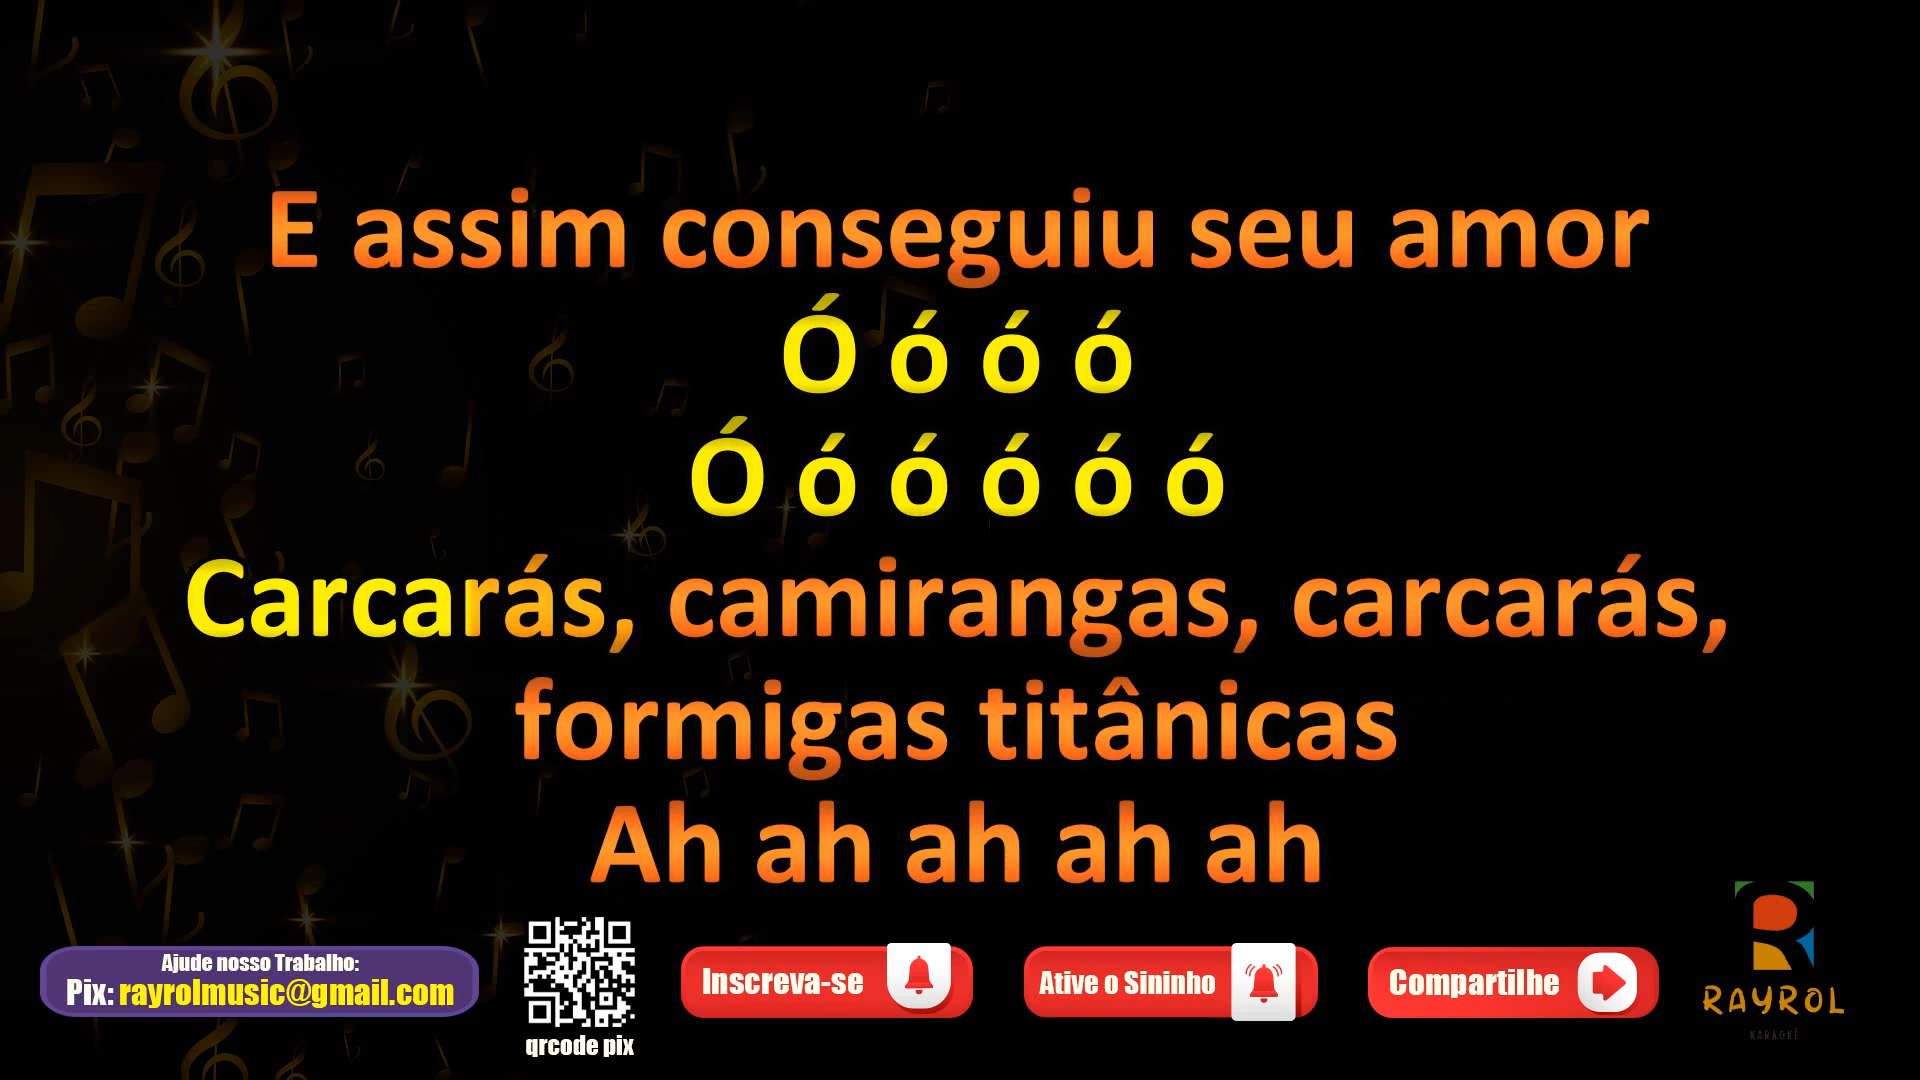 E assim conseguiu seu amor
Ó ó ó ó
Ó ó ó ó ó ó
Carcarás, camirangas, carcarás,
formigas titânicas
Ah ah ah ah ah
Ajude nosso Trabalho:
Pix: rayrolmusic@gmail.com
qrcode pix
Inscreva-se
Ative o Sininho
Compartilhe
RAYROL
KARAOKÊ